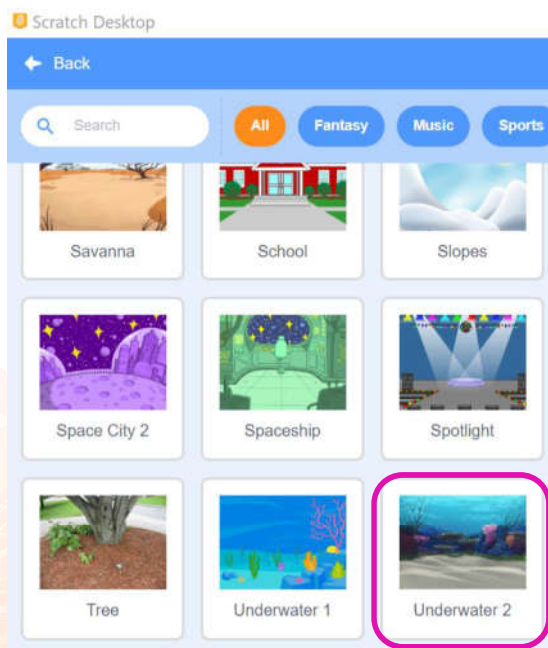 Scratch Desktop
Back
Search All Fantasy Music Sports
Savanna School Slopes
Space City 2 Spaceship Spotlight
Tree Underwater 1 Underwater 2